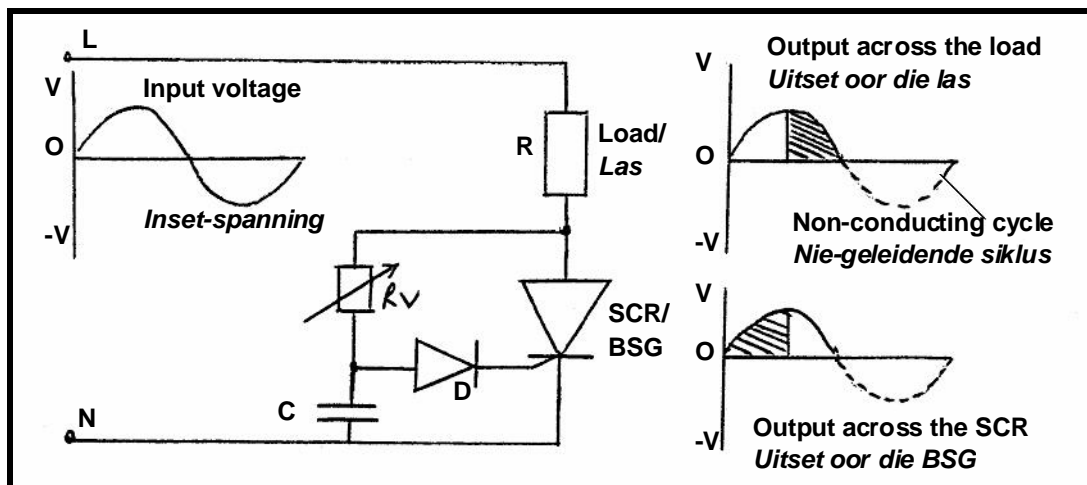 L
V
Input voltage
O
Inset-spanning
-V
R
Load/
Las
RV
SCR/
BSG
D
C
N
Output across the load
Uitset oor die las
V
O
-V
Non-conducting cycle
Nie-geleidende siklus
V
O
-V
Output across the SCR
Uitset oor die BSG